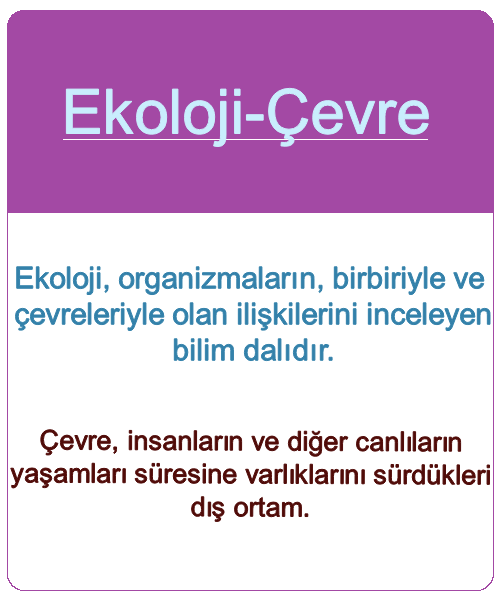 Ekoloji-Çevre
Ekoloji, organizmaların, birbiriyle ve
çevreleriyle olan ilişkilerini inceleyen
bilim dalıdır.
Çevre, insanların ve diğer canlıların
yaşamları süresine varlıklarını sürdükleri
dış ortam.